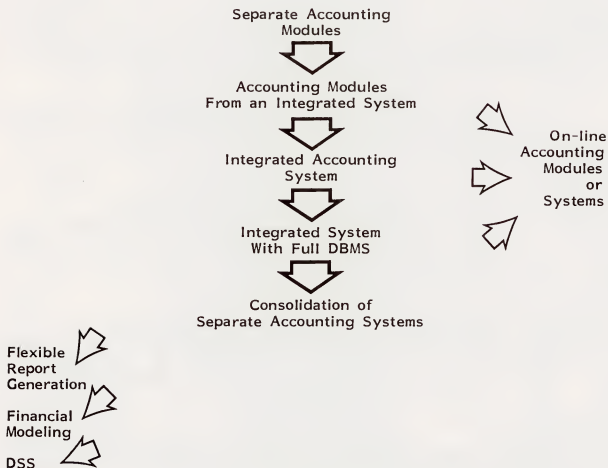 Separate Accounting
Modules
Accounting Modules
From an Integrated System
Integrated Accounting
System
Integrated System
With Full DBMS
Consolidation of
Separate Accounting Systems
On-line
Accounting
Modules
or
Systems
Flexible
Report
Generation
Financial
Modeling
DSS